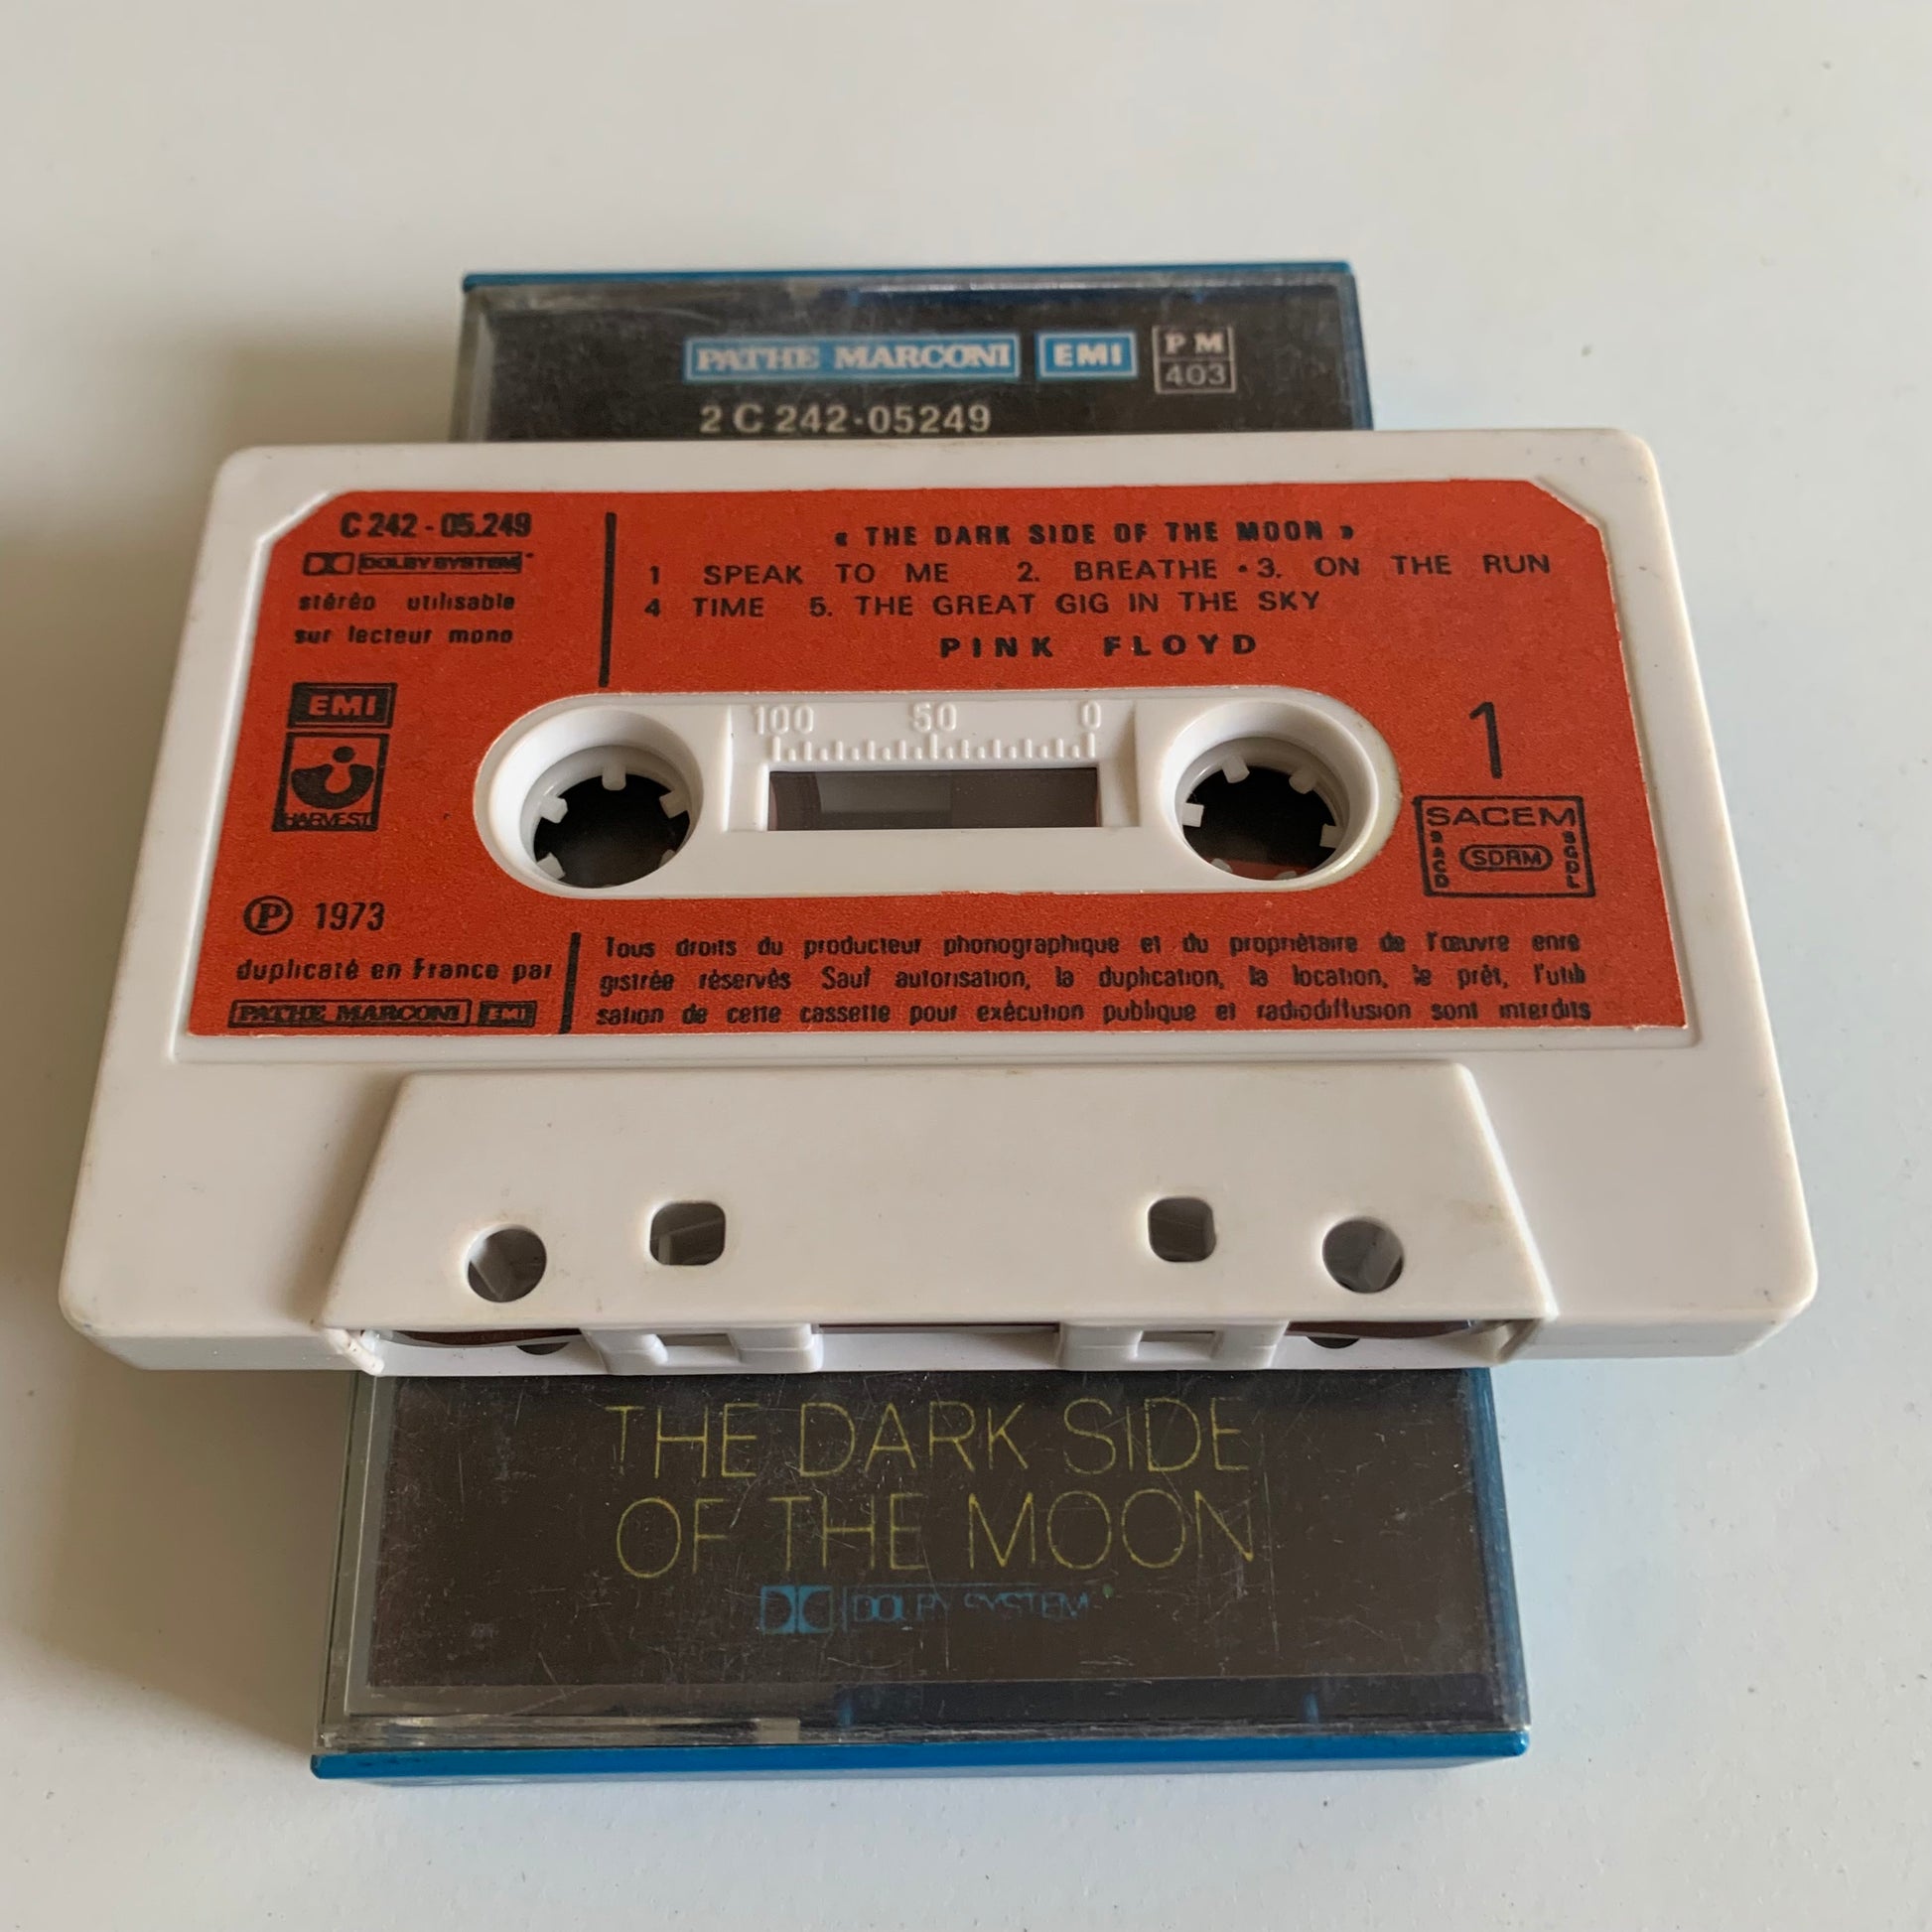 PATHE MARCONI EMI PM 403
2 C 242-05249
C 242 - 05.249
DOLBY SYSTEM
stéréo utilisable
sur lecteur mono
« THE DARK SIDE OF THE MOON »
1 SPEAK TO ME 2. BREATHE • 3. ON THE RUN
4 TIME 5. THE GREAT GIG IN THE SKY
PINK FLOYD
100 50 0
EMI
HARVEST
1
SACEM
SACD SDRM SGDL
Ⓟ 1973
duplicaté en France par
PATHE MARCONI EMI
Tous droits du producteur phonographique et du propriètaire de l'œuvre enre
gistrée réservés Sauf autorisation, la duplication, la location, le prêt, l'utili
sation de cette cassette pour exécution publique et radiodiffusion sont interdits
THE DARK SIDE
OF THE MOON
DOLBY SYSTEM